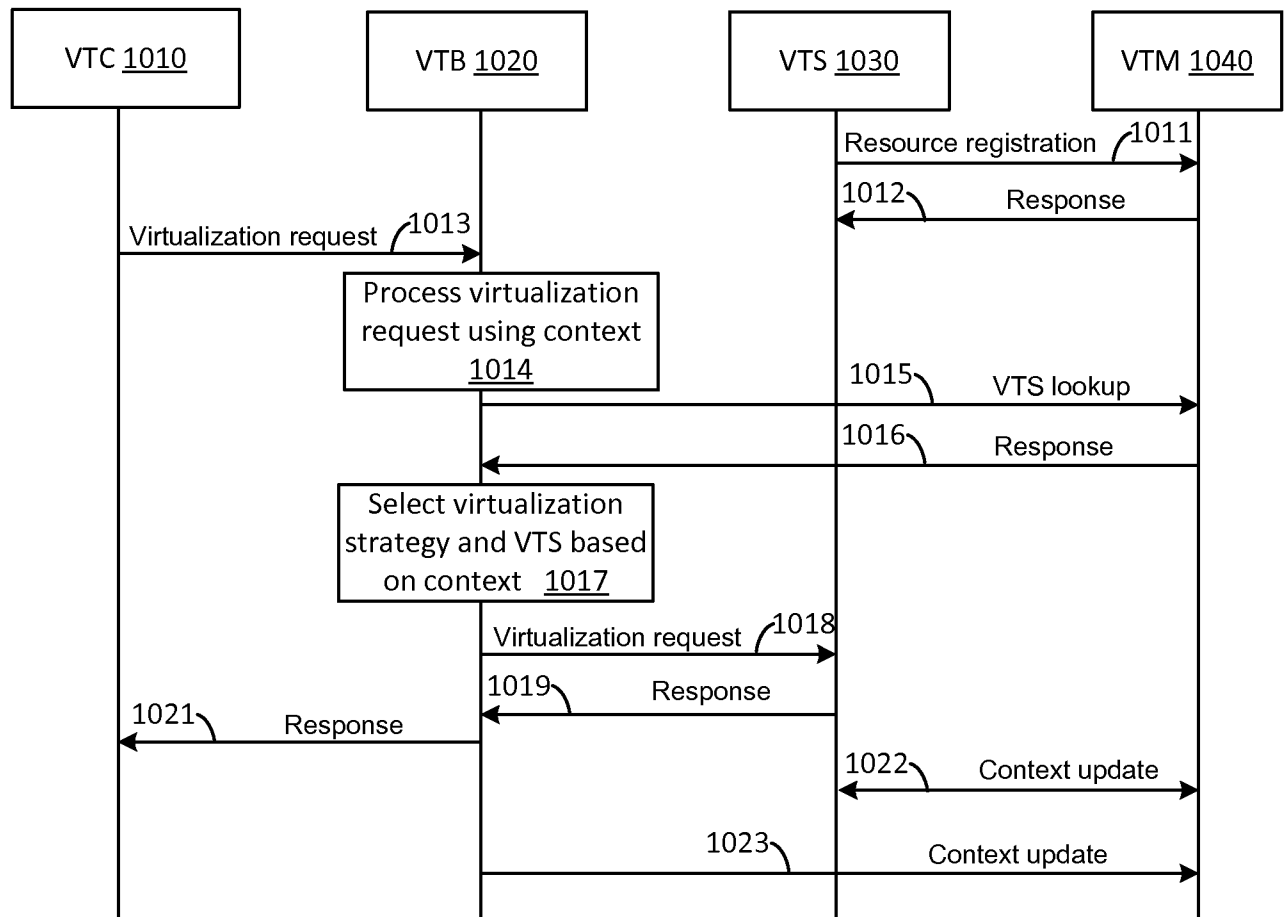 VTC 1010
VTB 1020
VTS 1030
VTM 1040
Resource registration
1011
1012
Response
Virtualization request
1013
Process virtualization
request using context
1014
1015
VTS lookup
1016
Response
Select virtualization
strategy and VTS based
on context 1017
Virtualization request
1018
1019
Response
1021
Response
1022
Context update
1023
Context update